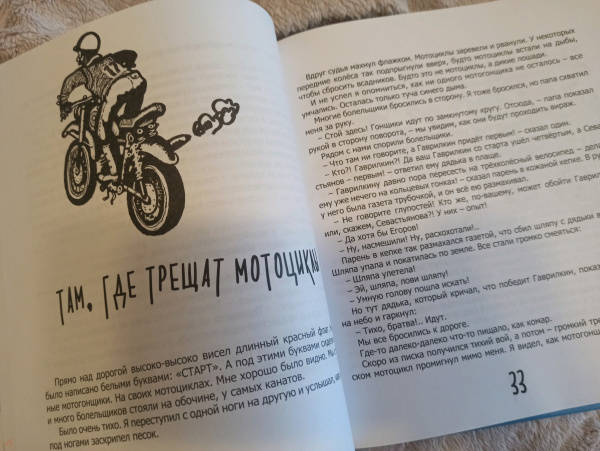 ТАМ, ГДЕ ТРЕЩАТ МОТОЦИКЛЫ
Прямо над дорогой высоко-высоко висел длинный красный флаг,
было написано белыми буквами: «СТАРТ». А под этими буквами
ные мотогонщики. На своих мотоциклах. Мне хорошо было видно.
и много болельщиков стояли на обочине, у самых канатов.
Было очень тихо. Я переступил с одной ноги на другую и услышал,
под ногами заскрипел песок.
Вдруг судья махнул флажком. Мотоциклы заревели и рванули. У некоторых
передние колёса так подпрыгнули вверх, будто мотоциклы встали на дыбы,
чтобы сбросить всадников. Будто это не мотоциклы, а дикие лошади.
И не успел я опомниться, как ни одного мотогонщика не осталось – все
умчались. Осталась только туча синего дыма.
Многие болельщики бросились в сторону. Я тоже бросился, но папа схватил
меня за руку.
– Стой здесь! Гонщики идут по замкнутому кругу. Отсюда, – папа показал
рукой в сторону поворота, – мы увидим, как они будут проходить вираж.
Рядом с нами спорили болельщики.
– Что там ни говорите, а Гаврилкин придёт первым! – сказал один.
– Кто?! Гаврилкин?! Да ваш Гаврилкин со старта ушёл четвёртым, а Севас
стьянов – первым! – ответил ему дядька в плаще.
– Гаврилкину давно пора пересесть на трёхколёсный велосипед –
ему уже нечего на кольцевых гонках! – сказал парень в кожаной кепке. В
у него была газета трубочкой, и он всё ею размахивал.
– Не говорите глупостей! Кто же, по-вашему, может обойти
или, скажем, Севастьянова?! У них – опыт!
– Да хотя бы Егоров!
– Ну, насмешили! Ну, расхохотали!..
Парень в кепке так размахался газетой, что сбил шляпу с дядьки в
Шляпа упала и покатилась по земле. Все стали громко смеяться:
– Шляпа улетела!
– Эй, шляпа, лови шляпу!
– Умную голову пошла искать!
Но тут дядька, который кричал, что победит Гаврилкин,
на небо и гаркнул:
– Тихо, братва!.. Идут.
Мы все бросились к дороге.
Где-то далеко-далеко что-то пищало, как комар.
Скоро из писка получился тихий вой, а потом – громкий
ском мотоцикл промигнул мимо меня. Я видел, как
33